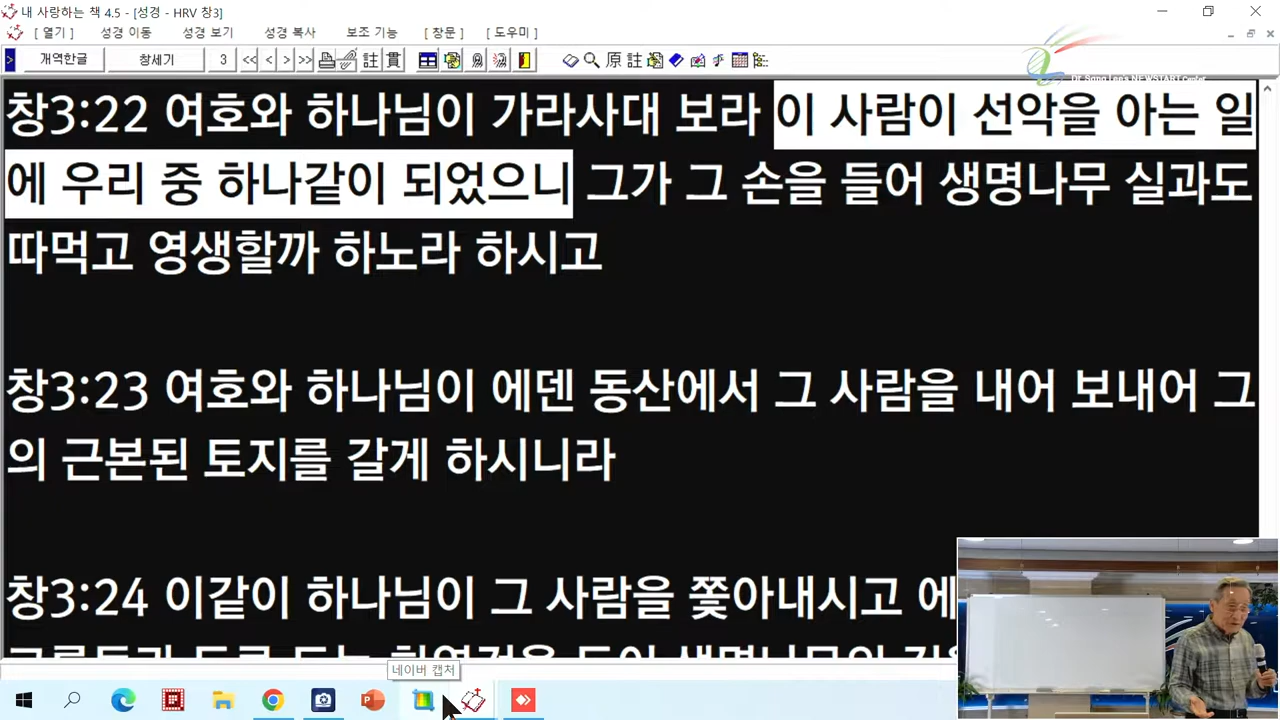 내 사랑하는 책 4.5 - [성경 - HRV 창3]
[ 열기 ] 성경 이동 성경 보기 성경 복사 보조 기능 [ 창문 ] [ 도우미 ]
개역한글 창세기 3 << < > >> 註 貫 原 註
Dr. Sang Lee's NEWSTART Center
창3:22 여호와 하나님이 가라사대 보라 이 사람이 선악을 아는 일
에 우리 중 하나같이 되었으니 그가 그 손을 들어 생명나무 실과도
따먹고 영생할까 하노라 하시고
창3:23 여호와 하나님이 에덴 동산에서 그 사람을 내어 보내어 그
의 근본된 토지를 갈게 하시니라
창3:24 이같이 하나님이 그 사람을 쫓아내시고 에
네이버 캡처